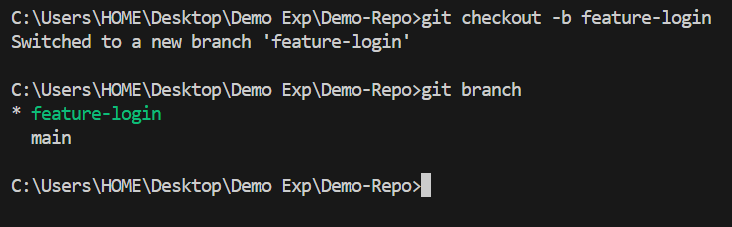 C:\Users\HOME\Desktop\Demo Exp\Demo-Repo>git checkout -b feature-login
Switched to a new branch 'feature-login'
C:\Users\HOME\Desktop\Demo Exp\Demo-Repo>git branch
* feature-login
  main
C:\Users\HOME\Desktop\Demo Exp\Demo-Repo>